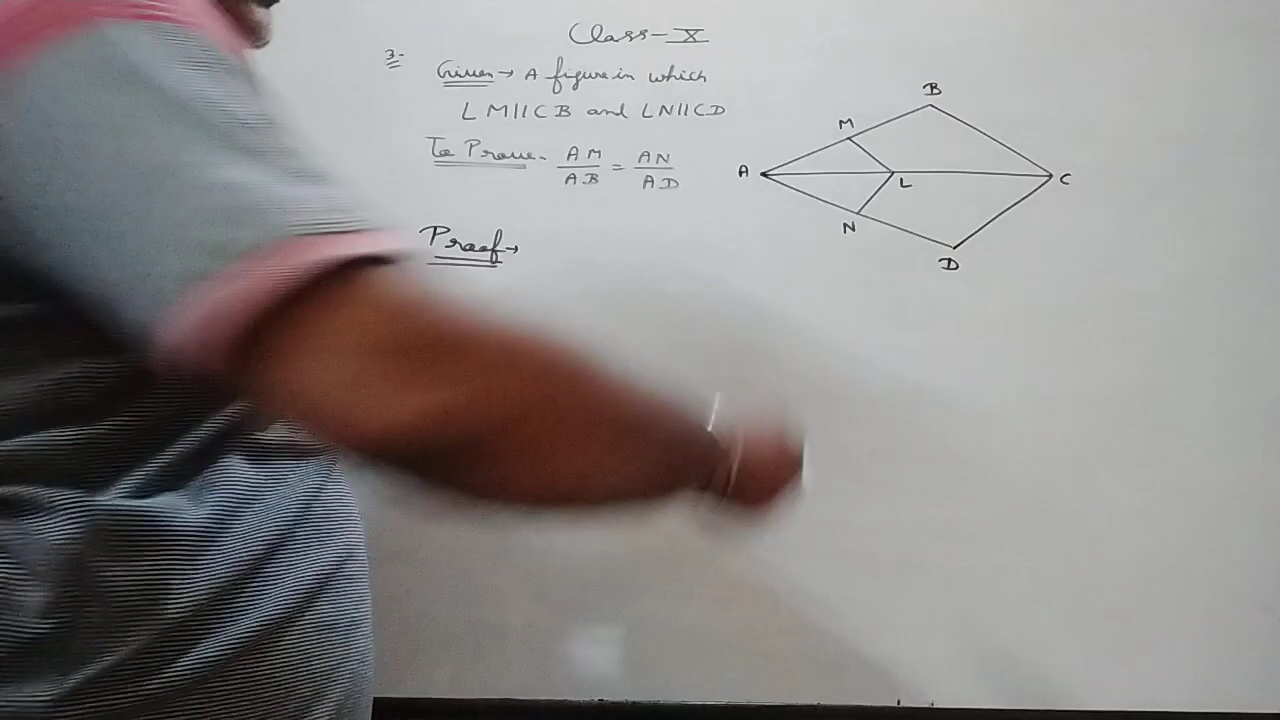 Class-X
3-
Given→ A figure in which
LM||CB and LN||CD
To Prove- AM/AB = AN/AD
Proof→
B
M
A
L
C
N
D